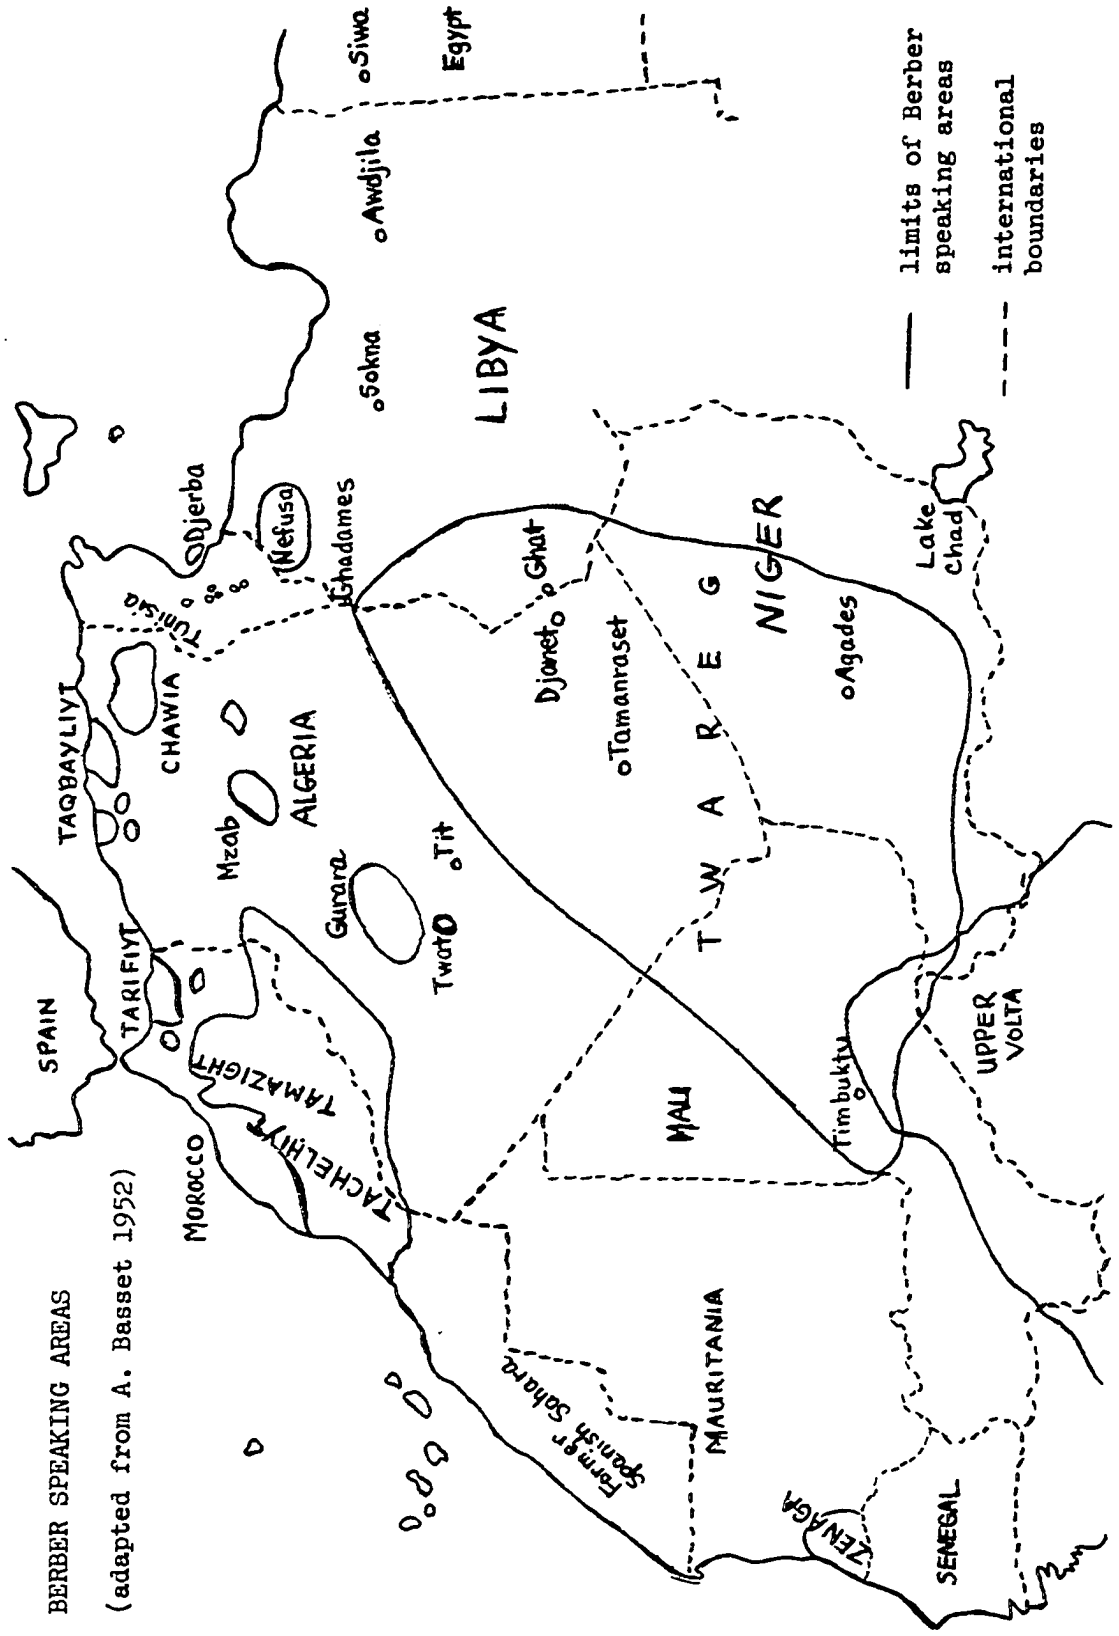 BERBER SPEAKING AREAS
(adapted from A. Basset 1952)
SPAIN
MOROCCO
TARIFIYT
TAMAZIGHT
TACHELHIYT
TAQBAYLIYT
CHAWIA
Mzab
ALGERIA
Gurara
Twat
Tit
Tunisia
Djerba
Nefusa
Ghadames
Sokna
Awdjila
Siwa
Egypt
LIBYA
Djanet
Ghat
Tamanraset
TWAREG
NIGER
Agades
Lake
Chad
MALI
Timbuktu
UPPER
VOLTA
Former
Spanish Sahara
MAURITANIA
ZENAGA
SENEGAL
limits of Berber
speaking areas
international
boundaries